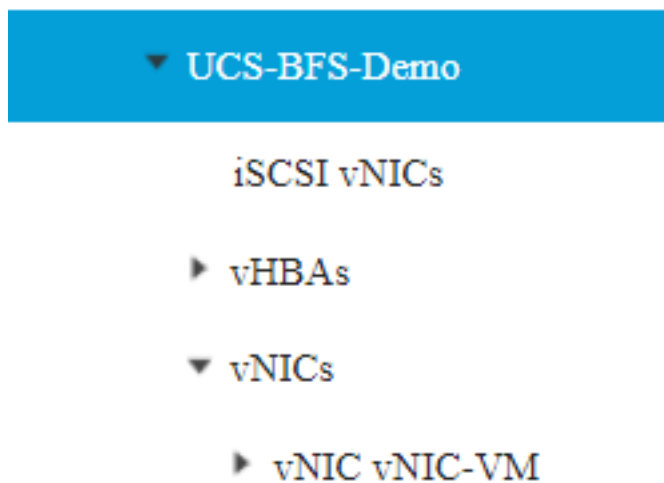 UCS-BFS-Demo
iSCSI vNICs
vHBAs
vNICs
vNIC vNIC-VM